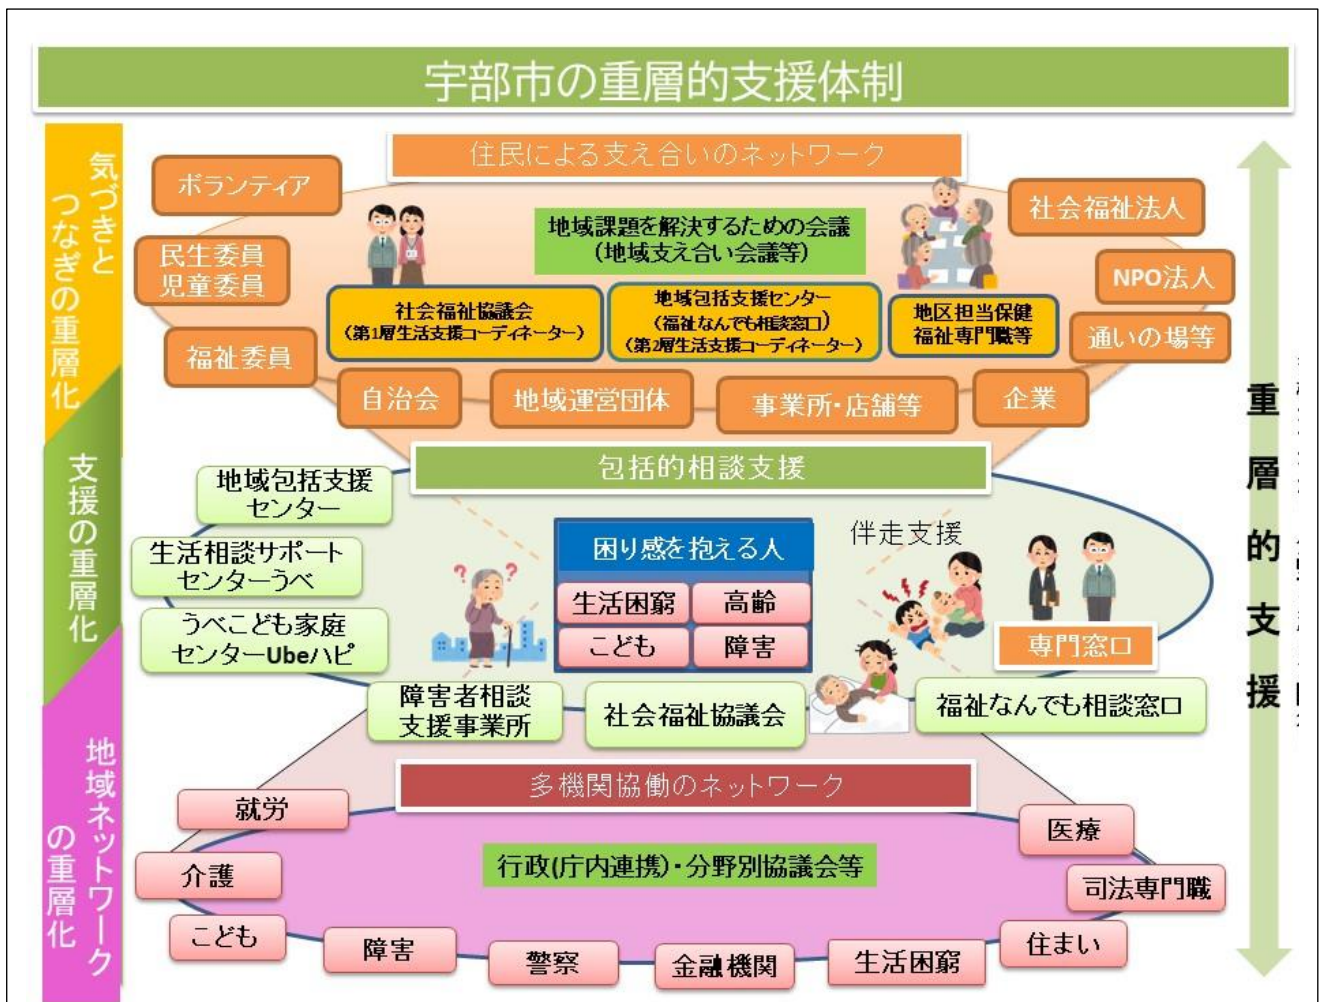 宇部市の重層的支援体制
気づきと
つなぎの重層化
支援の重層化
地域ネットワーク
の重層化
住民による支え合いのネットワーク
ボランティア
民生委員
児童委員
福祉委員
自治会
地域運営団体
事業所・店舗等
企業
通いの場等
NPO法人
社会福祉法人
地域課題を解決するための会議
(地域支え合い会議等)
社会福祉協議会
(第1層生活支援コーディネーター)
地域包括支援センター
(福祉なんでも相談窓口)
(第2層生活支援コーディネーター)
地区担当保健
福祉専門職等
包括的相談支援
地域包括支援
センター
生活相談サポート
センターうべ
うべこども家庭
センターUbeハピ
障害者相談
支援事業所
社会福祉協議会
福祉なんでも相談窓口
困り感を抱える人
生活困窮
高齢
こども
障害
伴走支援
専門窓口
多機関協働のネットワーク
行政(庁内連携)・分野別協議会等
就労
介護
こども
障害
警察
金融機関
生活困窮
住まい
司法専門職
医療
重層的支援